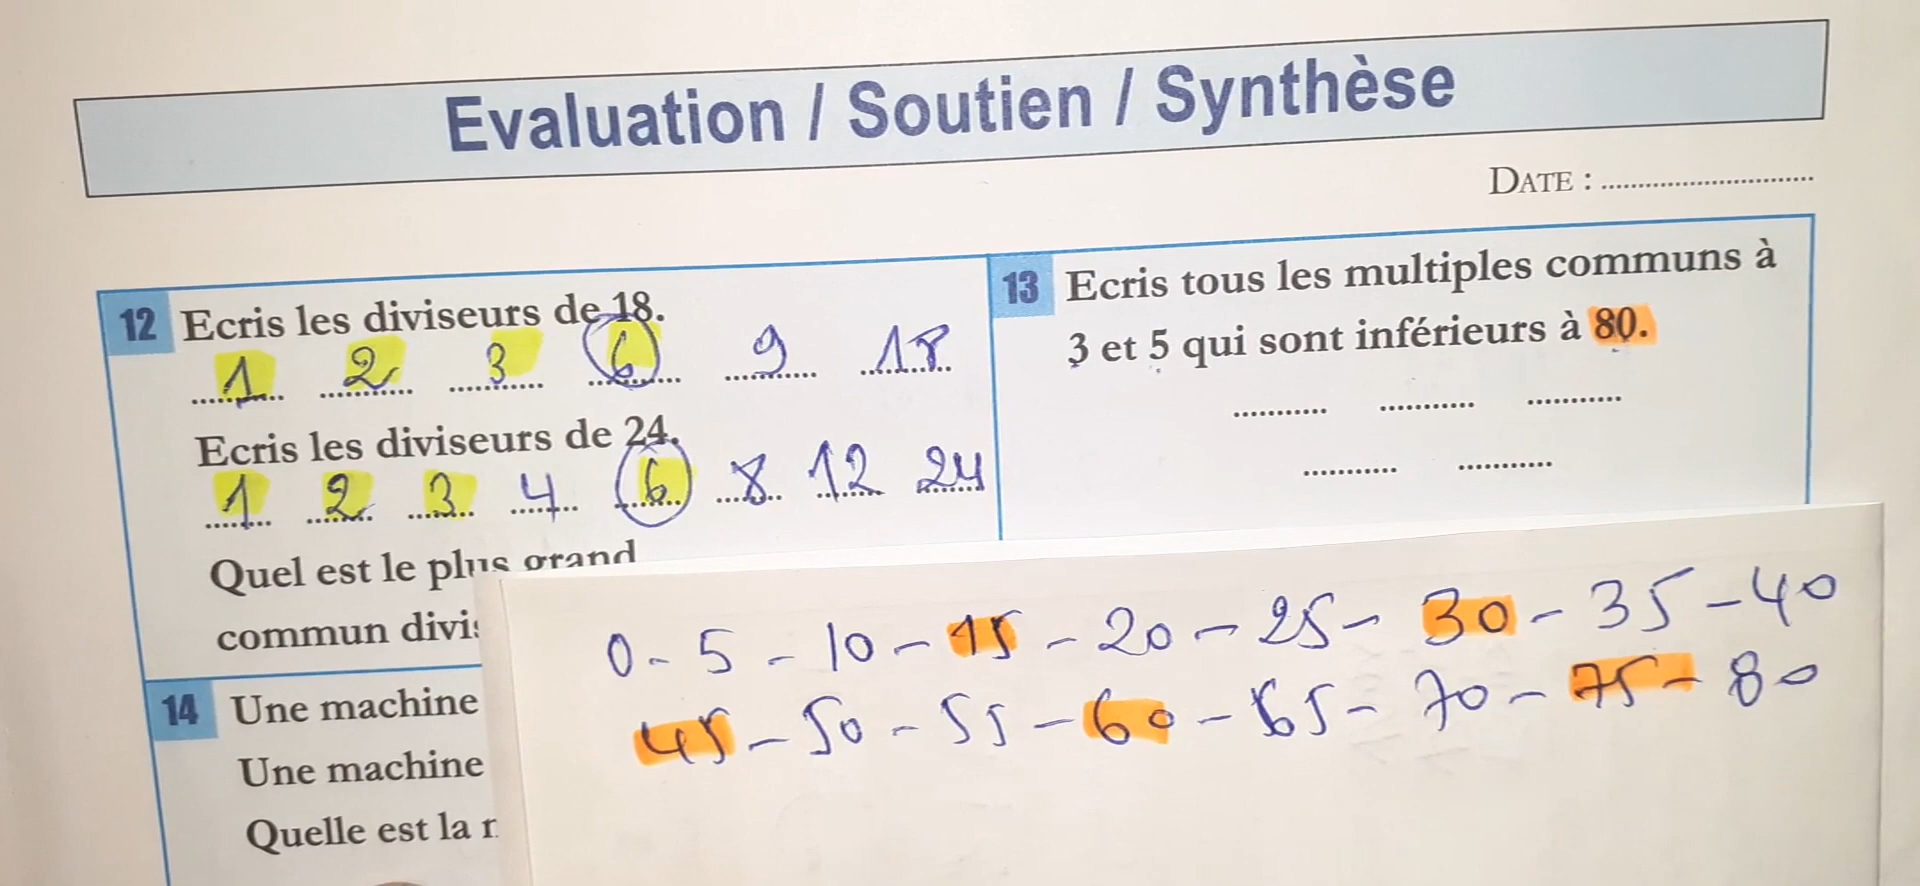 Evaluation / Soutien / Synthèse
DATE : ..............................
12 Ecris les diviseurs de 18.
1 2 3 6 9 18
Ecris les diviseurs de 24.
1 2 3 4 6 8 12 24
Quel est le plus grand
commun divis
13 Ecris tous les multiples communs à
3 et 5 qui sont inférieurs à 80.
........... ........... ...........
........... ...........
14 Une machine
Une machine
Quelle est la
0 - 5 - 10 - 15 - 20 - 25 - 30 - 35 - 40
45 - 50 - 55 - 60 - 65 - 70 - 75 - 80